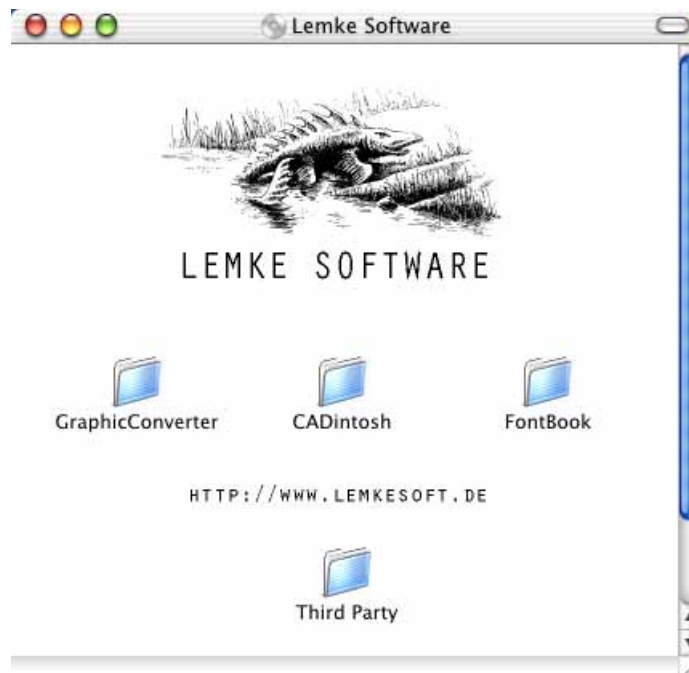 Lemke Software
LEMKE SOFTWARE
GraphicConverter CADintosh FontBook
HTTP://WWW.LEMKESOFT.DE
Third Party